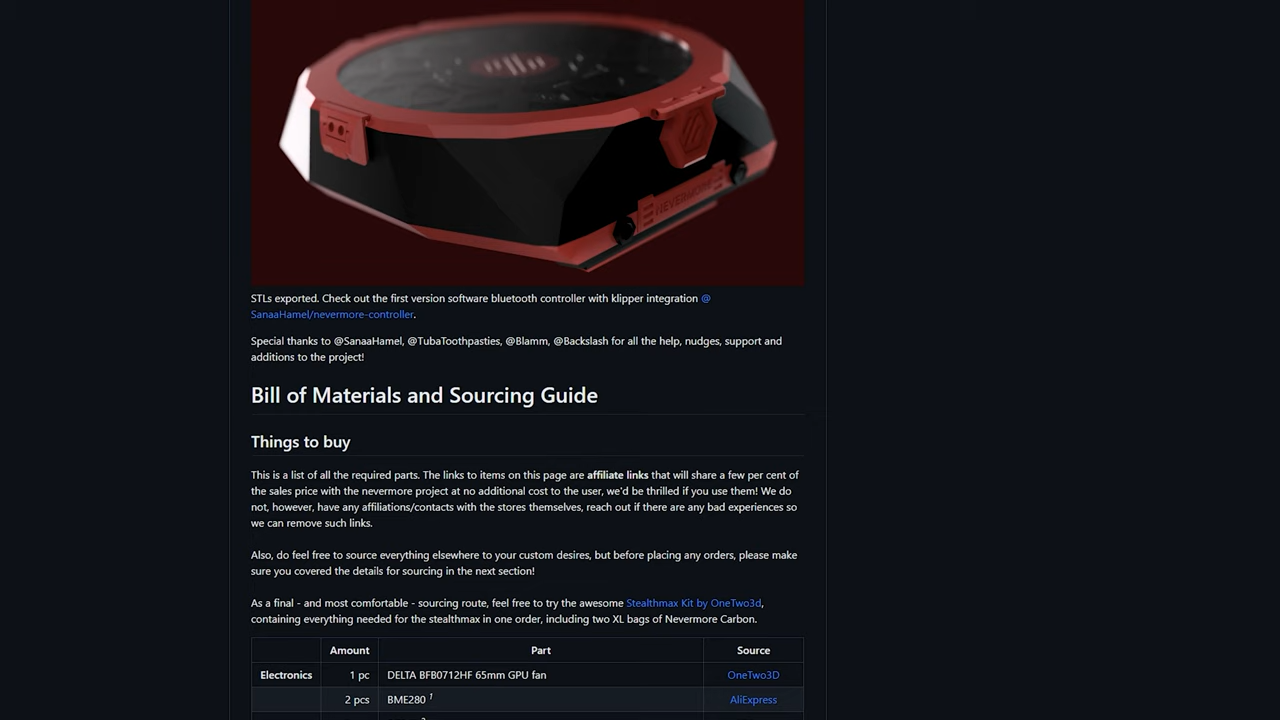 NEVERMORE
STLs exported. Check out the first version software bluetooth controller with klipper integration @
SanaaHamel/nevermore-controller.
Special thanks to @SanaaHamel, @TubaToothpasties, @Blamm, @Backslash for all the help, nudges, support and
additions to the project!
Bill of Materials and Sourcing Guide
Things to buy
This is a list of all the required parts. The links to items on this page are affiliate links that will share a few per cent of
the sales price with the nevermore project at no additional cost to the user, we'd be thrilled if you use them! We do
not, however, have any affiliations/contacts with the stores themselves, reach out if there are any bad experiences so
we can remove such links.
Also, do feel free to source everything elsewhere to your custom desires, but before placing any orders, please make
sure you covered the details for sourcing in the next section!
As a final - and most comfortable - sourcing route, feel free to try the awesome Stealthmax Kit by OneTwo3d,
containing everything needed for the stealthmax in one order, including two XL bags of Nevermore Carbon.
Amount Part Source
Electronics 1 pc DELTA BFB0712HF 65mm GPU fan OneTwo3D
2 pcs BME280 1 AliExpress